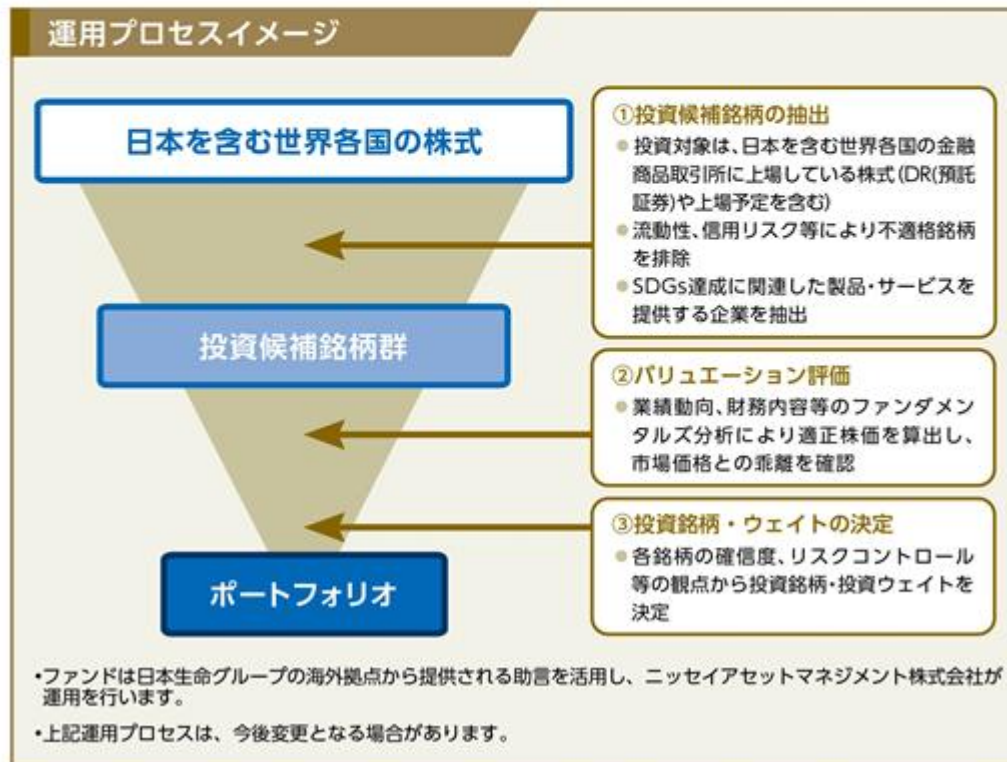 運用プロセスイメージ
日本を含む世界各国の株式
①投資候補銘柄の抽出
●投資対象は、日本を含む世界各国の金融
商品取引所に上場している株式(DR(預託
証券)や上場予定を含む)
●流動性、信用リスク等により不適格銘柄
を排除
●SDGs達成に関連した製品・サービスを
提供する企業を抽出
投資候補銘柄群
②バリュエーション評価
●業績動向、財務内容等のファンダメン
タルズ分析により適正株価を算出し、
市場価格との乖離を確認
③投資銘柄・ウェイトの決定
●各銘柄の確信度、リスクコントロール
等の観点から投資銘柄・投資ウェイトを
決定
ポートフォリオ
・ファンドは日本生命グループの海外拠点から提供される助言を活用し、ニッセイアセットマネジメント株式会社が
運用を行います。
・上記運用プロセスは、今後変更となる場合があります。